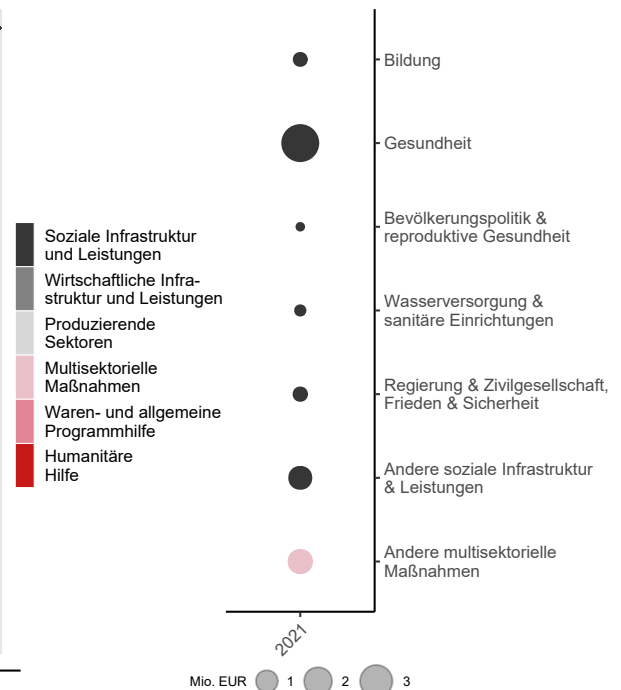 Soziale Infrastruktur
und Leistungen
Wirtschaftliche Infra-
struktur und Leistungen
Produzierende
Sektoren
Multisektorielle
Maßnahmen
Waren- und allgemeine
Programmhilfe
Humanitäre
Hilfe
Bildung
Gesundheit
Bevölkerungspolitik &
reproduktive Gesundheit
Wasserversorgung &
sanitäre Einrichtungen
Regierung & Zivilgesellschaft,
Frieden & Sicherheit
Andere soziale Infrastruktur
& Leistungen
Andere multisektorielle
Maßnahmen
2021
Mio. EUR 1 2 3